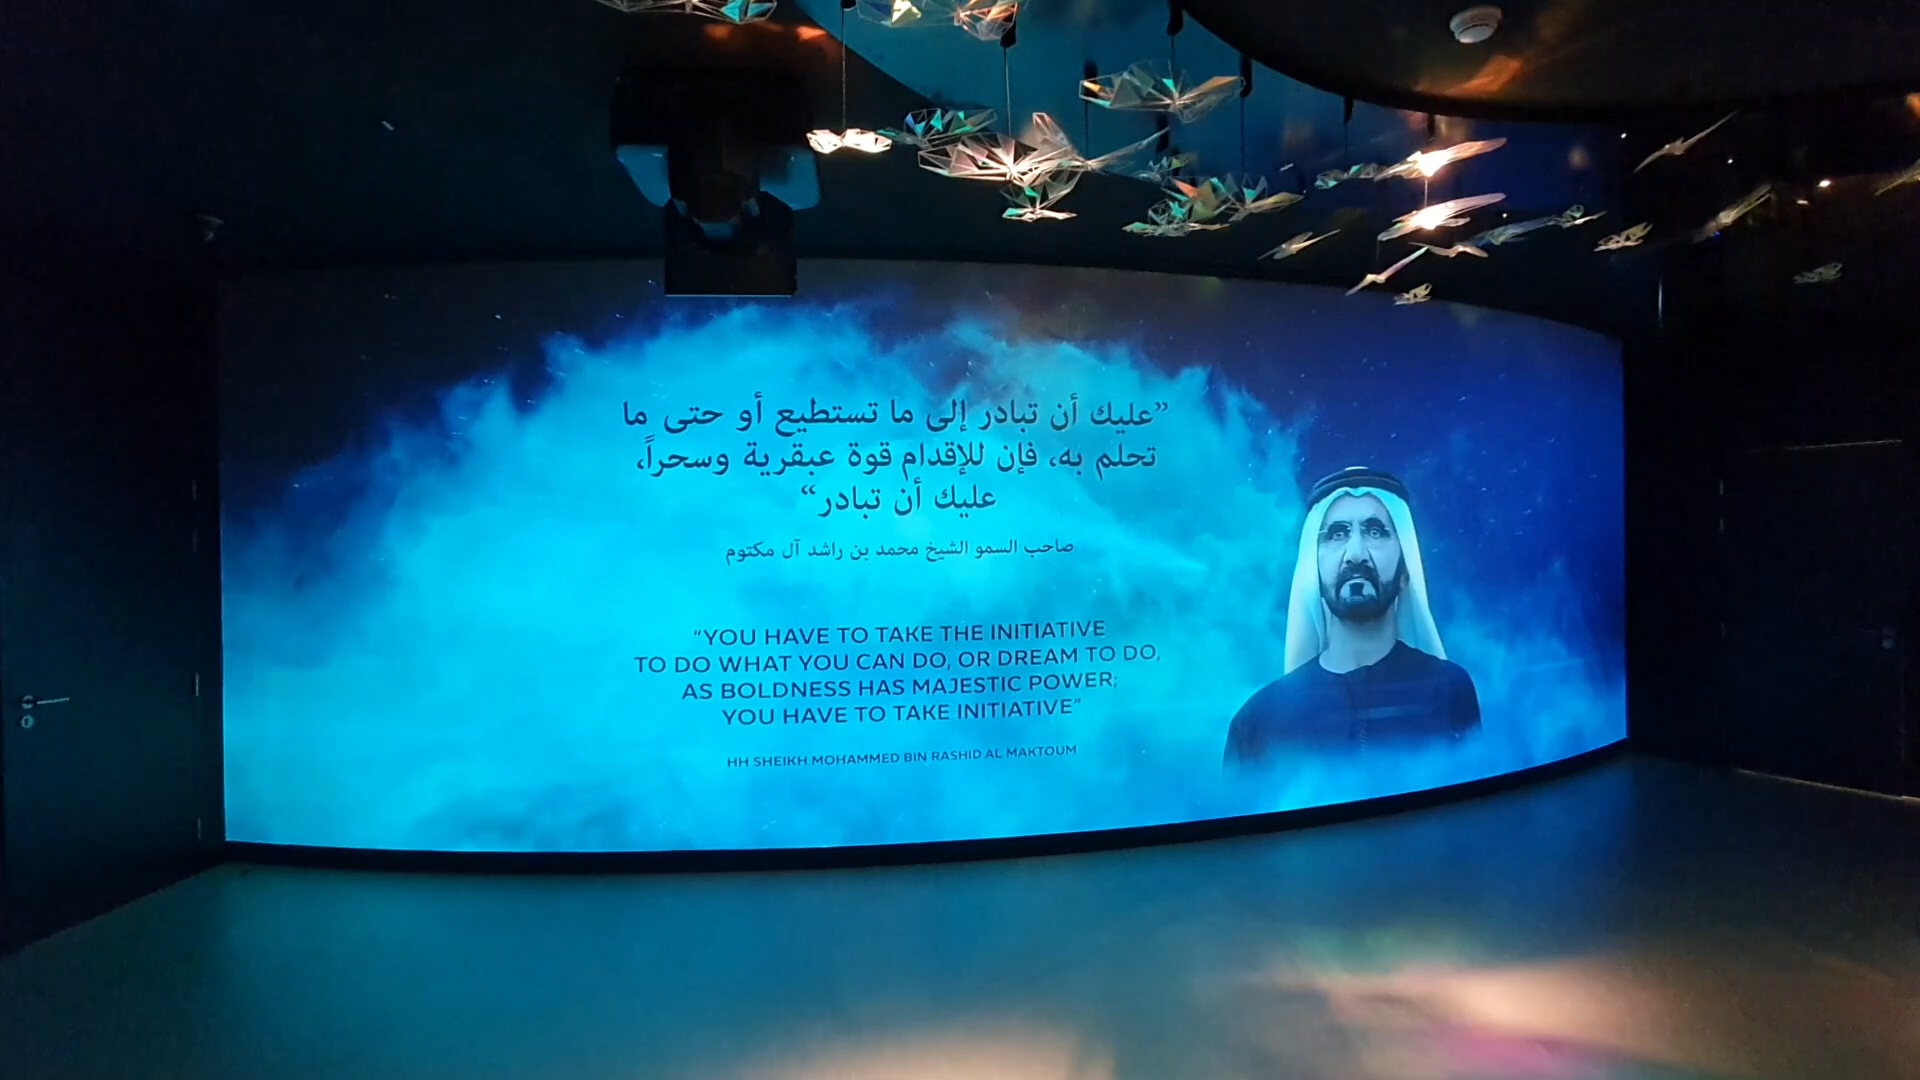 ”عليك أن تبادر إلى ما تستطيع أو حتى ما
تحلم به، فإن للإقدام قوة عبقرية وسحراً،
عليك أن تبادر“
صاحب السمو الشيخ محمد بن راشد آل مكتوم
“YOU HAVE TO TAKE THE INITIATIVE
TO DO WHAT YOU CAN DO, OR DREAM TO DO,
AS BOLDNESS HAS MAJESTIC POWER;
YOU HAVE TO TAKE INITIATIVE”
HH SHEIKH MOHAMMED BIN RASHID AL MAKTOUM